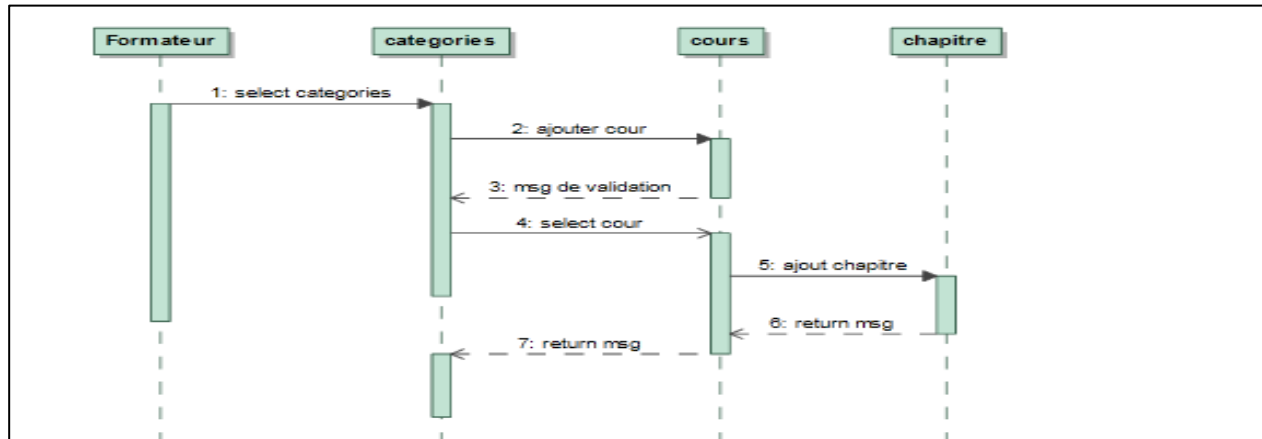 Formateur
categories
cours
chapitre
1: select categories
2: ajouter cour
3: msg de validation
4: select cour
5: ajout chapitre
6: return msg
7: return msg